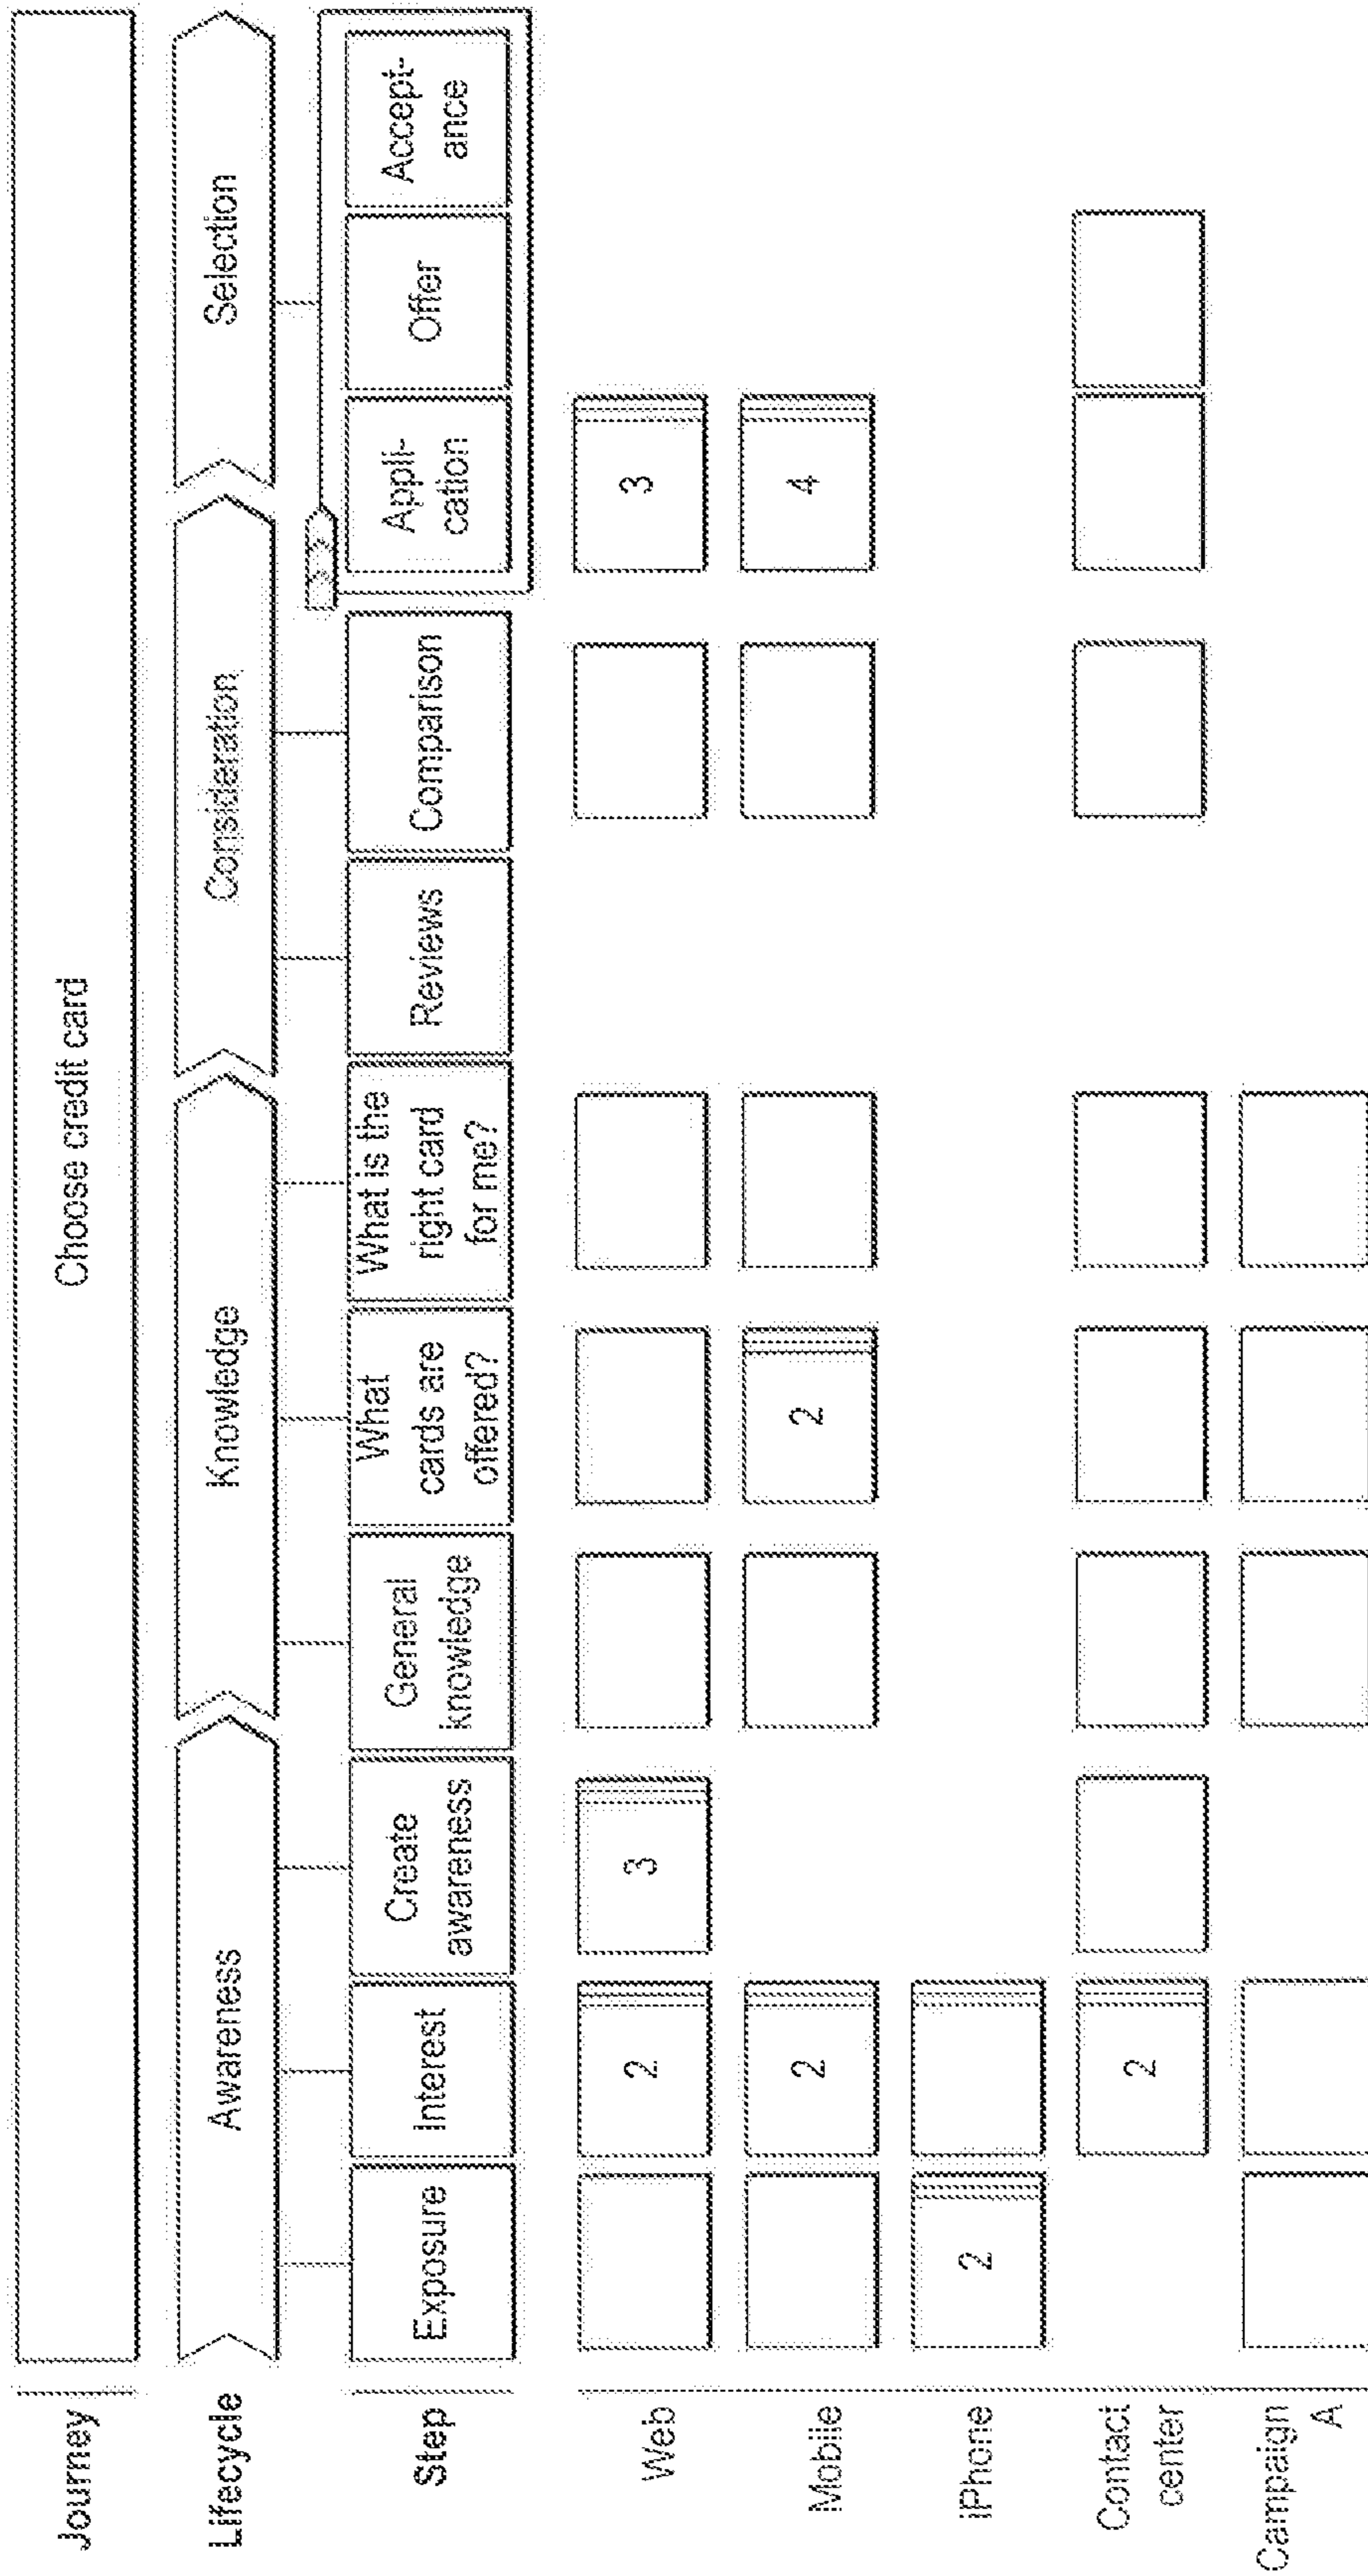 Journey
Choose credit card
Lifecycle
Awareness
Knowledge
Consideration
Selection
Step
Exposure
Interest
Create
awareness
General
knowledge
What
cards are
offered?
What is the
right card
for me?
Reviews
Comparison
Appli-
cation
Offer
Accept-
ance
Web
2
3
3
Mobile
2
2
4
iPhone
2
Contact
center
2
Campaign
A